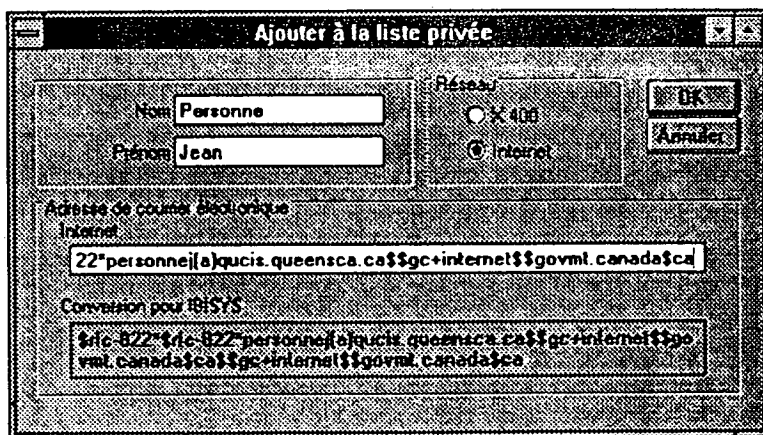 Ajouter à la liste privée
Nom Personne
Prénom Jean
Réseau
X 400
Internet
OK
Annuler
Adresse de courrier électronique
Internet
22*personnej(a)qucis.queensca.ca$$gc+internet$$govmt.canada$ca
Conversion pour IBISYS
$rfc-822*$rfc-822*personnej(a)qucis.queensca.ca$$gc+internet$$go
vmt.canada$ca$$gc+internet$$govmt.canada$ca